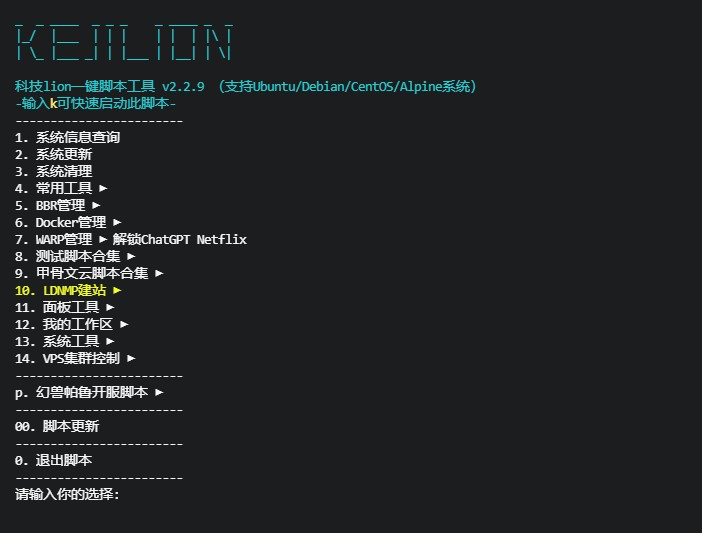 KEJILION
科技lion一键脚本工具 v2.2.9 （支持Ubuntu/Debian/CentOS/Alpine系统）
-输入k可快速启动此脚本-
------------------------
1. 系统信息查询
2. 系统更新
3. 系统清理
4. 常用工具 ►
5. BBR管理 ►
6. Docker管理 ►
7. WARP管理 ► 解锁ChatGPT Netflix
8. 测试脚本合集 ►
9. 甲骨文云脚本合集 ►
10. LDNMP建站 ►
11. 面板工具 ►
12. 我的工作区 ►
13. 系统工具 ►
14. VPS集群控制 ►
------------------------
p. 幻兽帕鲁开服脚本 ►
------------------------
00. 脚本更新
------------------------
0. 退出脚本
------------------------
请输入你的选择: